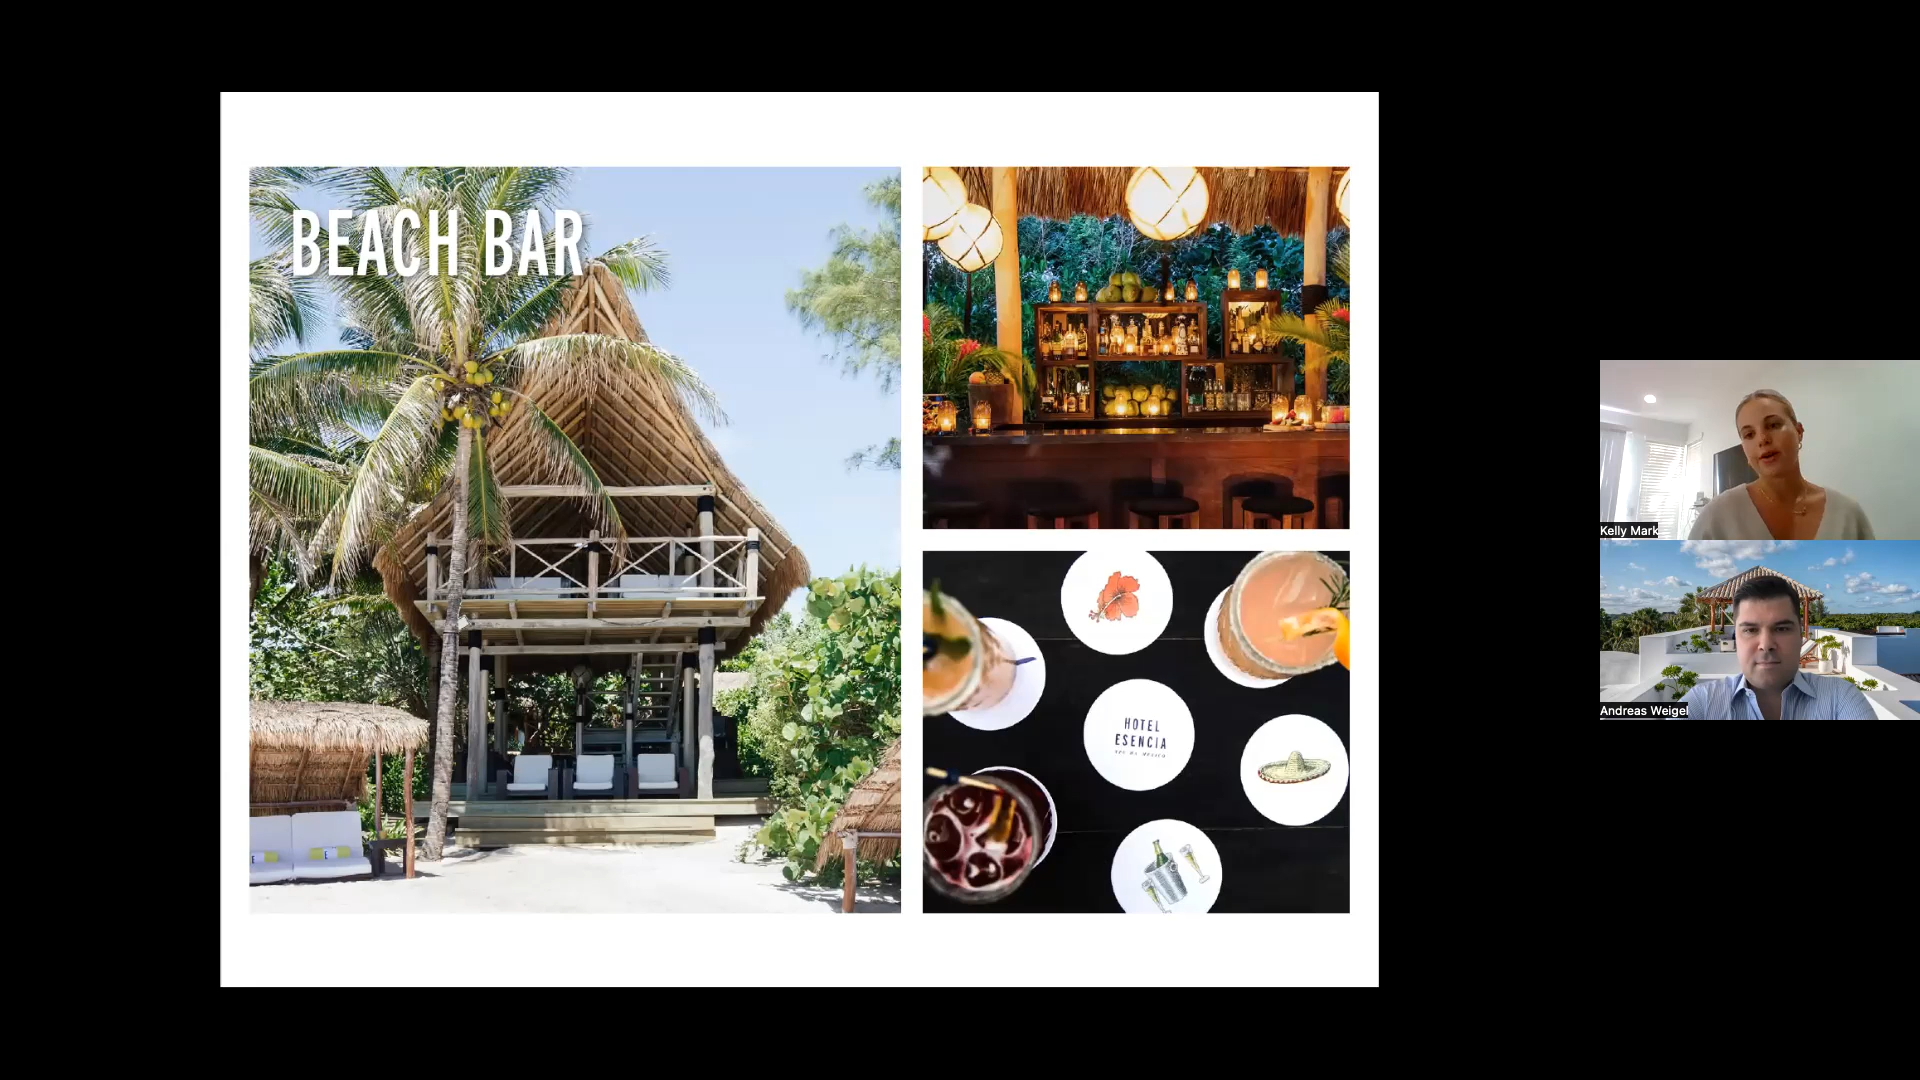 BEACH BAR
HOTEL
ESENCIA
Kelly Mark
Andreas Weigel